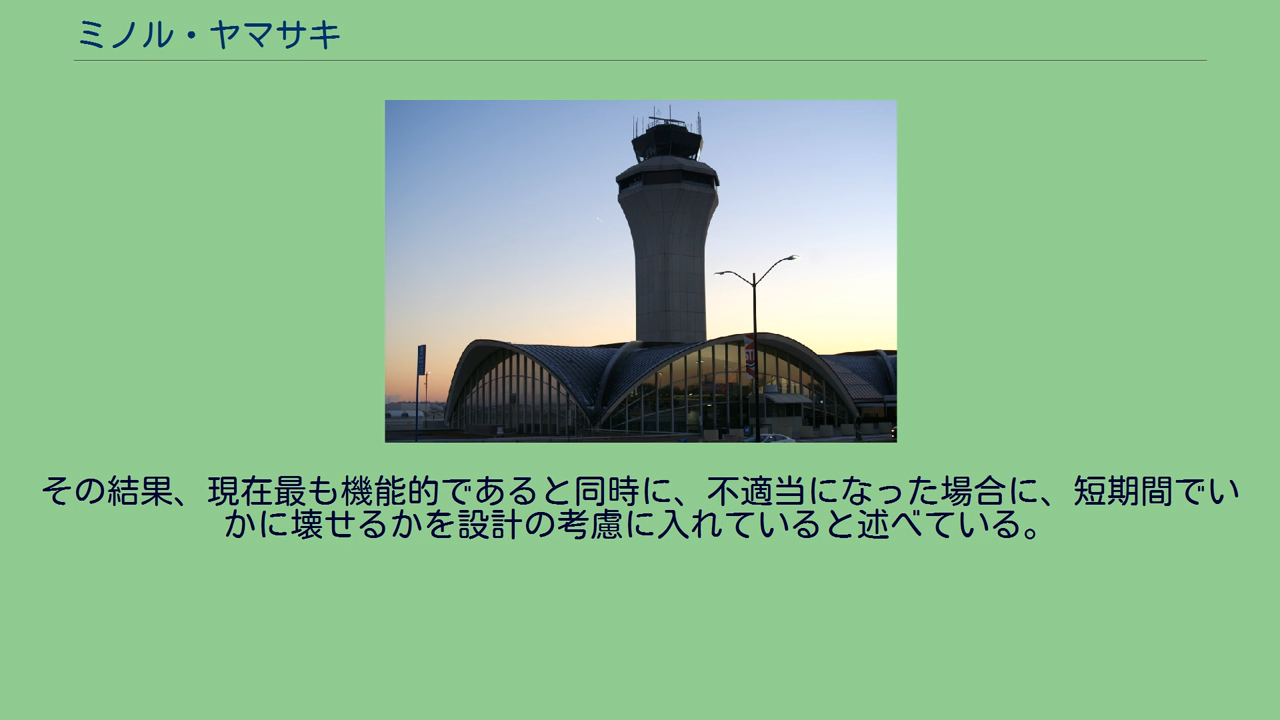 ミノル・ヤマサキ
その結果、現在最も機能的であると同時に、不適当になった場合に、短期間でい
かに壊せるかを設計の考慮に入れていると述べている。